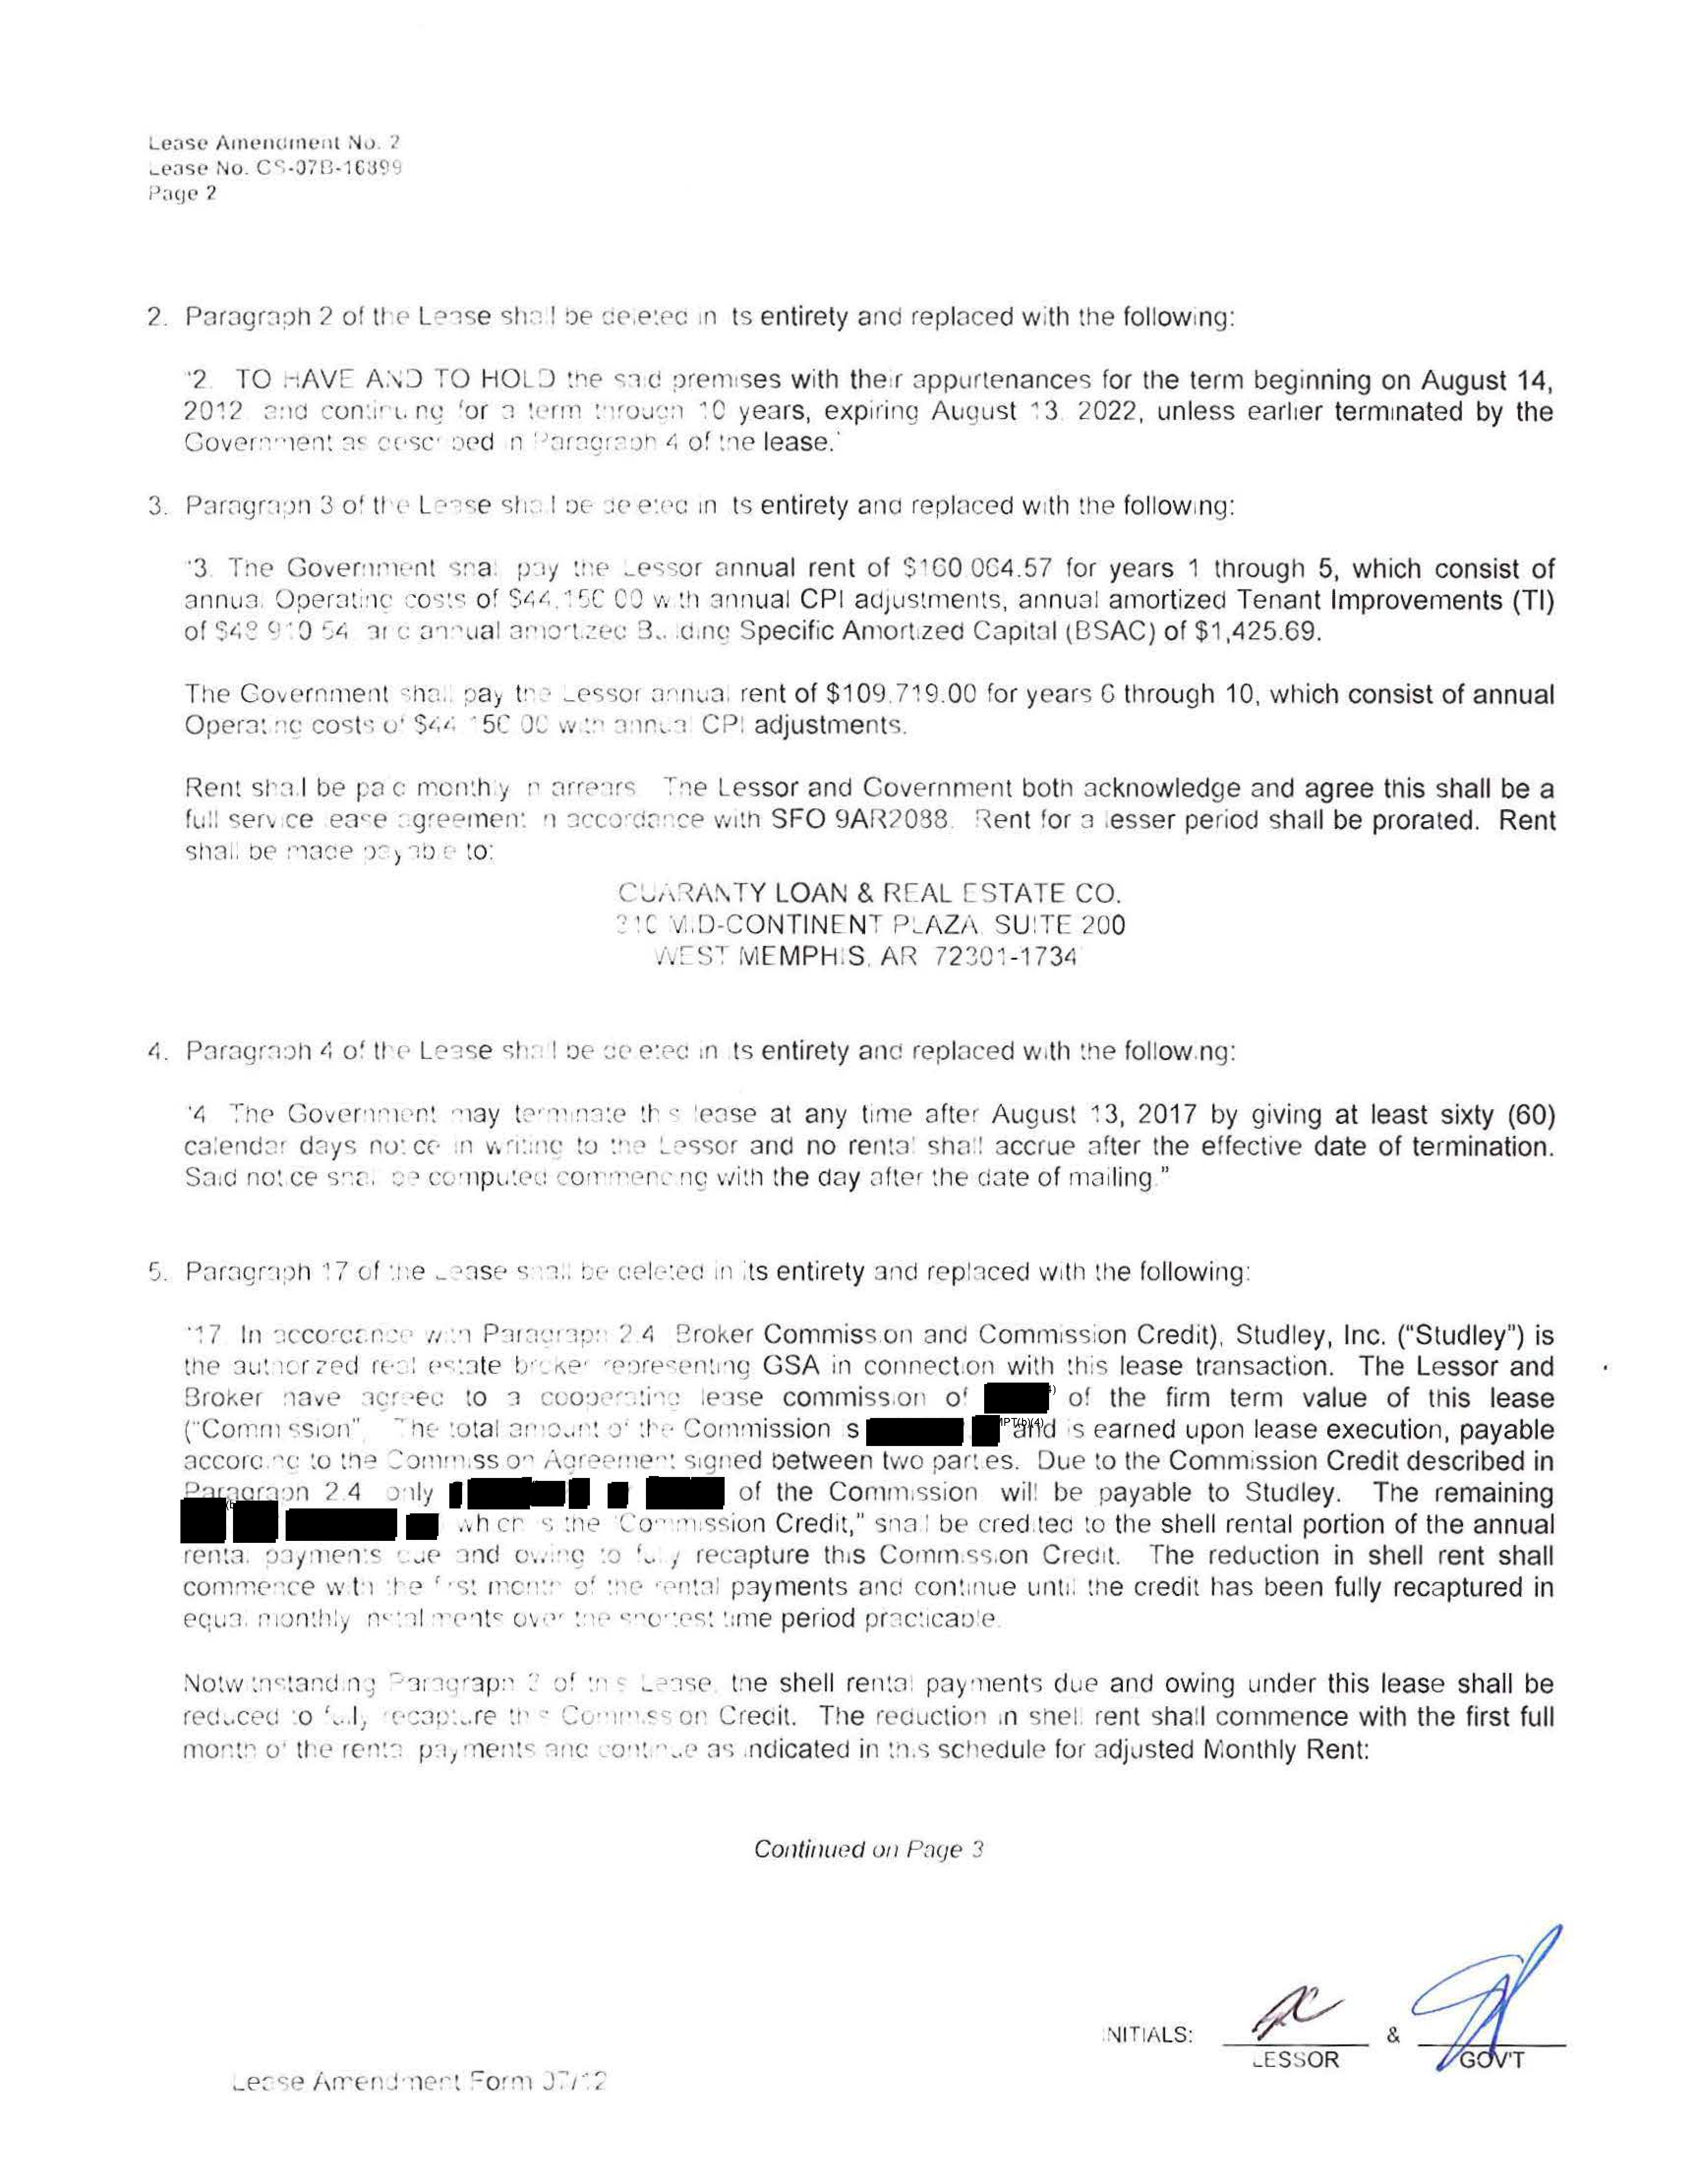 Lease Amendment No. 2
Lease No. GS-07B-16899
Page 2
2. Paragraph 2 of the Lease shall be deleted in its entirety and replaced with the following:
"2. TO HAVE AND TO HOLD the said premises with their appurtenances for the term beginning on August 14,
2012 and continuing for a term through 10 years, expiring August 13, 2022, unless earlier terminated by the
Government as described in Paragraph 4 of the lease."
3. Paragraph 3 of the Lease shall be deleted in its entirety and replaced with the following:
"3. The Government shall pay the Lessor annual rent of for years 1 through 5, which consist of
annual Operating costs of $44,150.00 with annual CPI adjustments, annual amortized Tenant Improvements (TI)
of and annual amortized Building Specific Amortized Capital (BSAC) of $1,425.69.
The Government shall pay the Lessor annual rent of $109,719.00 for years 6 through 10, which consist of annual
Operating costs of $44,150.00 with annual CPI adjustments.
Rent shall be paid monthly in arrears. The Lessor and Government both acknowledge and agree this shall be a
full service lease agreement in accordance with SFO 9AR2088. Rent for a lesser period shall be prorated. Rent
shall be made payable to:
GUARANTY LOAN & REAL ESTATE CO.
310 MID-CONTINENT PLAZA, SUITE 200
WEST MEMPHIS, AR 72301-1734
4. Paragraph 4 of the Lease shall be deleted in its entirety and replaced with the following:
"4. The Government may terminate this lease at any time after August 13, 2017 by giving at least sixty (60)
calendar days notice in writing to the Lessor and no rental shall accrue after the effective date of termination.
Said notice shall be computed commencing with the day after the date of mailing."
5. Paragraph 17 of the Lease shall be deleted in its entirety and replaced with the following:
"17. In accordance with Paragraph 2.4 Broker Commission and Commission Credit), Studley, Inc. ("Studley") is
the authorized real estate broker representing GSA in connection with this lease transaction. The Lessor and
Broker have agreed to a cooperating lease commission of of the firm term value of this lease
("Commission". The total amount of the Commission is and is earned upon lease execution, payable
according to the Commission Agreement signed between two parties. Due to the Commission Credit described in
Paragraph 2.4 only of the Commission will be payable to Studley. The remaining
which is the "Commission Credit," shall be credited to the shell rental portion of the annual
rental payments due and owing to fully recapture this Commission Credit. The reduction in shell rent shall
commence with the first month of the rental payments and continue until the credit has been fully recaptured in
equal monthly installments over the shortest time period practicable.
Notwithstanding Paragraph 3 of this Lease, the shell rental payments due and owing under this lease shall be
reduced to fully recapture this Commission Credit. The reduction in shell rent shall commence with the first full
month of the rental payments and continue as indicated in this schedule for adjusted Monthly Rent:
Continued on Page 3
INITIALS: & 
LESSOR GOV'T
Lease Amendment Form 07/12